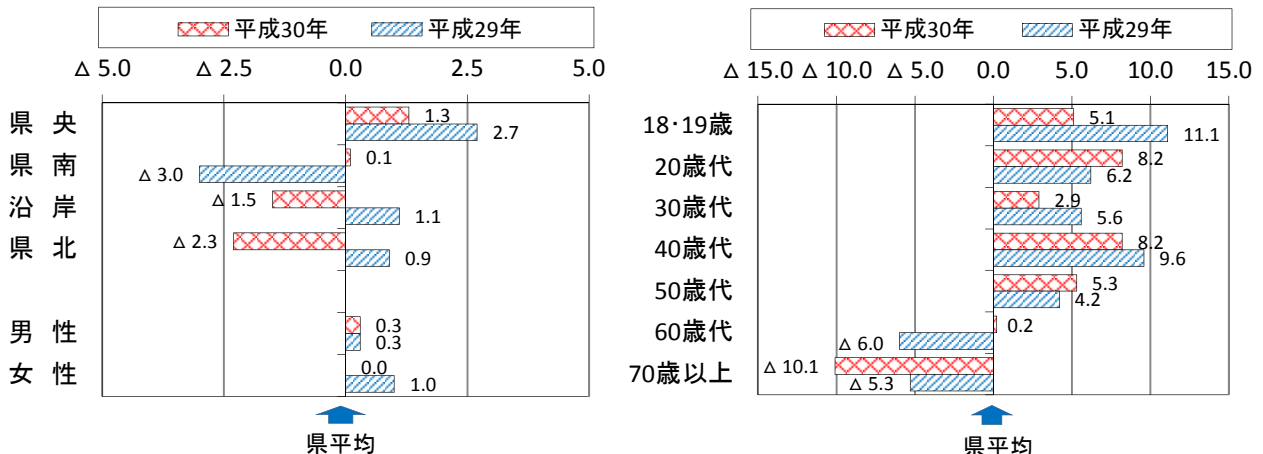 平成30年 平成29年
△ 5.0 △ 2.5 0.0 2.5 5.0
県 央 1.3
2.7
県 南 0.1
△ 3.0
沿 岸 △ 1.5
1.1
県 北 △ 2.3
0.9
男 性 0.3
0.3
女 性 0.0
1.0
県平均
平成30年 平成29年
△ 15.0 △ 10.0 △ 5.0 0.0 5.0 10.0 15.0
18・19歳 5.1
11.1
20歳代 8.2
6.2
30歳代 2.9
5.6
40歳代 8.2
9.6
50歳代 5.3
4.2
60歳代 0.2
△ 6.0
70歳以上 △ 10.1
△ 5.3
県平均